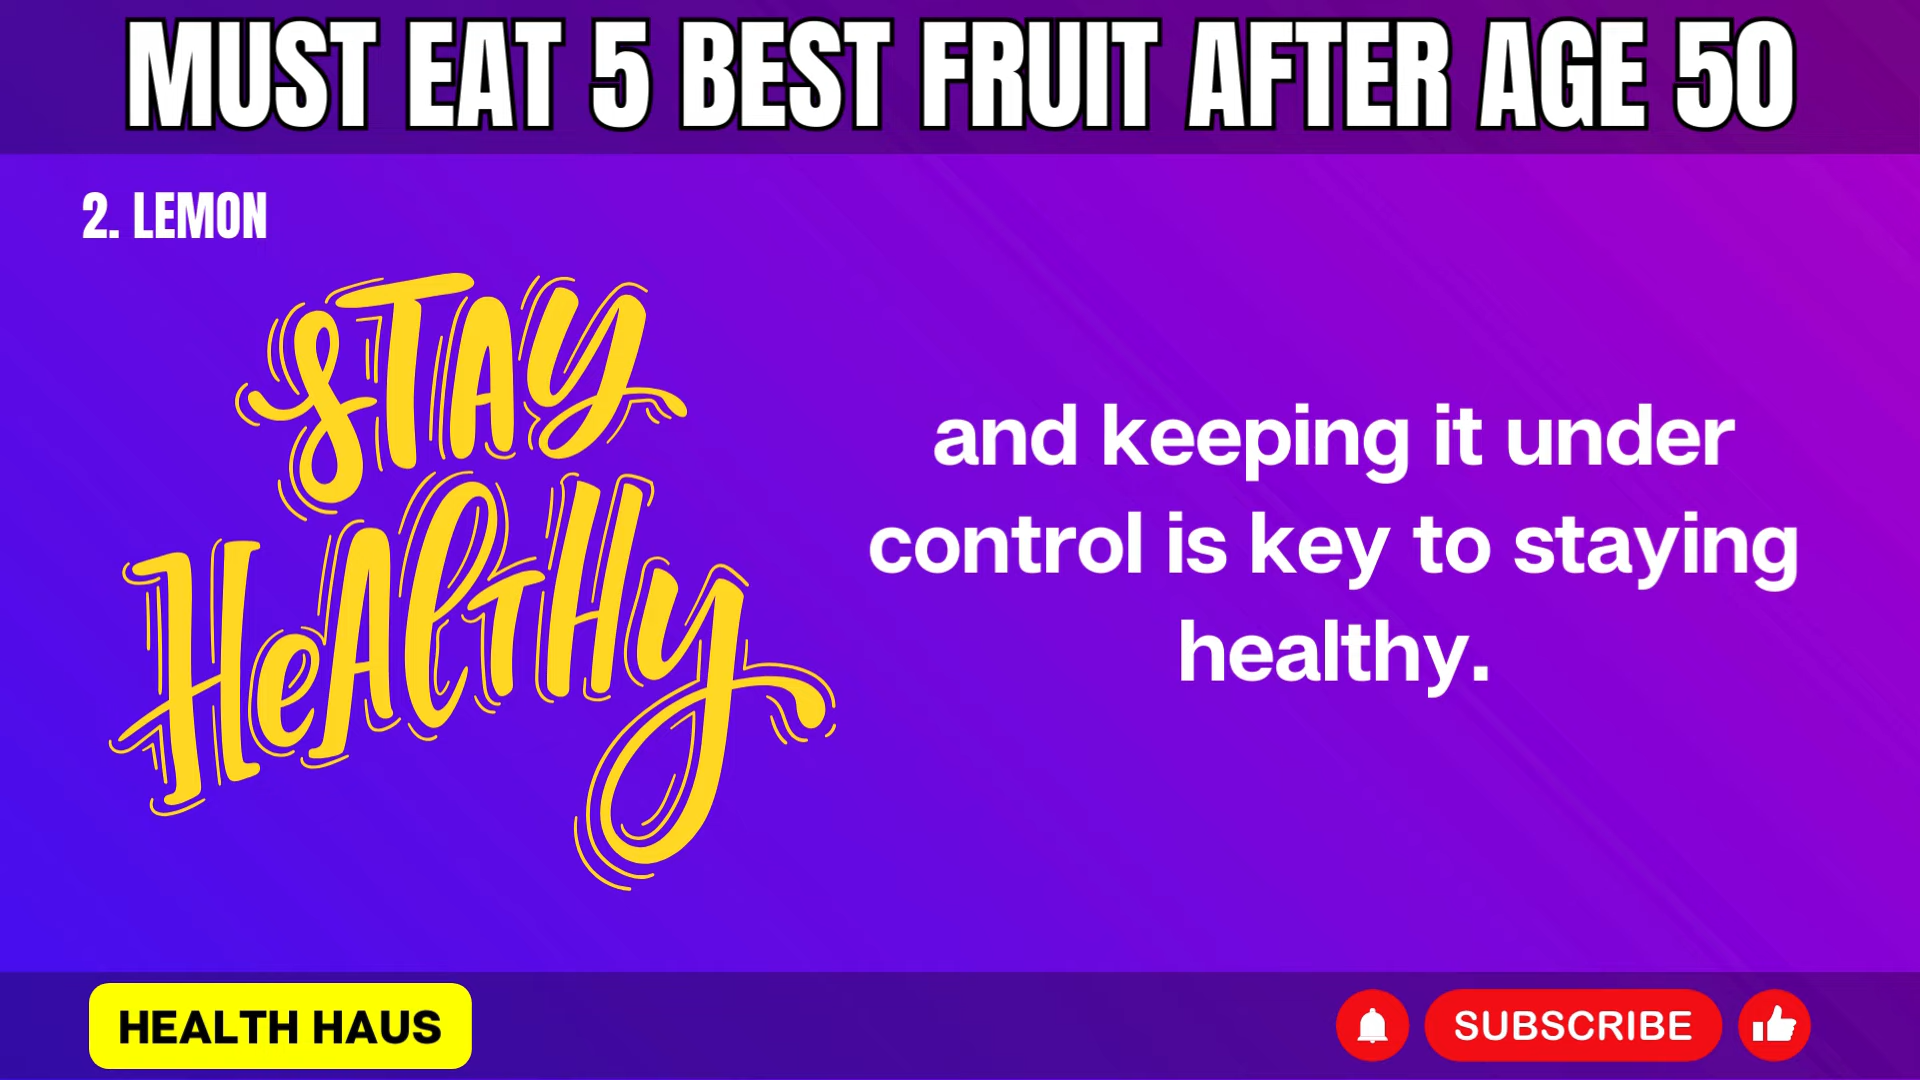 MUST EAT 5 BEST FRUIT AFTER AGE 50
2. LEMON
STAY
HeALTHy
and keeping it under
control is key to staying
healthy.
HEALTH HAUS
SUBSCRIBE